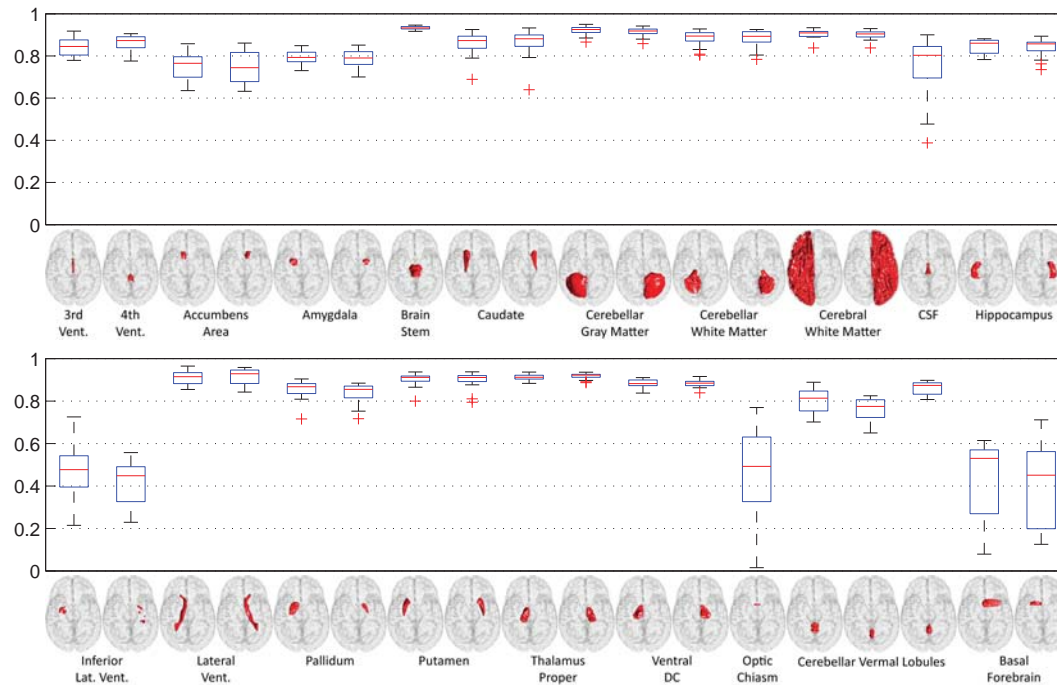 1
0.8
0.6
0.4
0.2
0
3rd Vent.
4th Vent.
Accumbens Area
Amygdala
Brain Stem
Caudate
Cerebellar Gray Matter
Cerebellar White Matter
Cerebral White Matter
CSF
Hippocampus
1
0.8
0.6
0.4
0.2
0
Inferior Lat. Vent.
Lateral Vent.
Pallidum
Putamen
Thalamus Proper
Ventral DC
Optic Chiasm
Cerebellar Vermal Lobules
Basal Forebrain